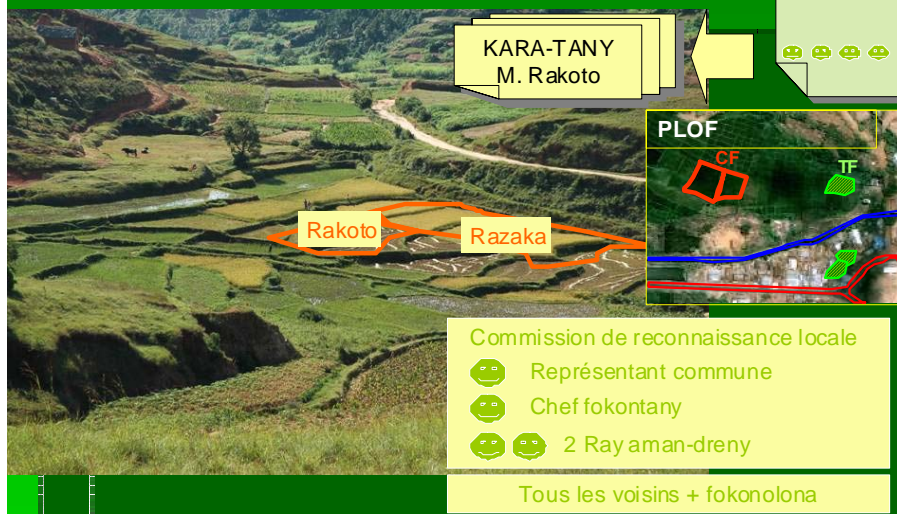 KARA-TANY
M. Rakoto
PLOF
CF
TF
Rakoto
Razaka
Commission de reconnaissance locale
Représentant commune
Chef fokontany
2 Ray aman-dreny
Tous les voisins + fokonolona